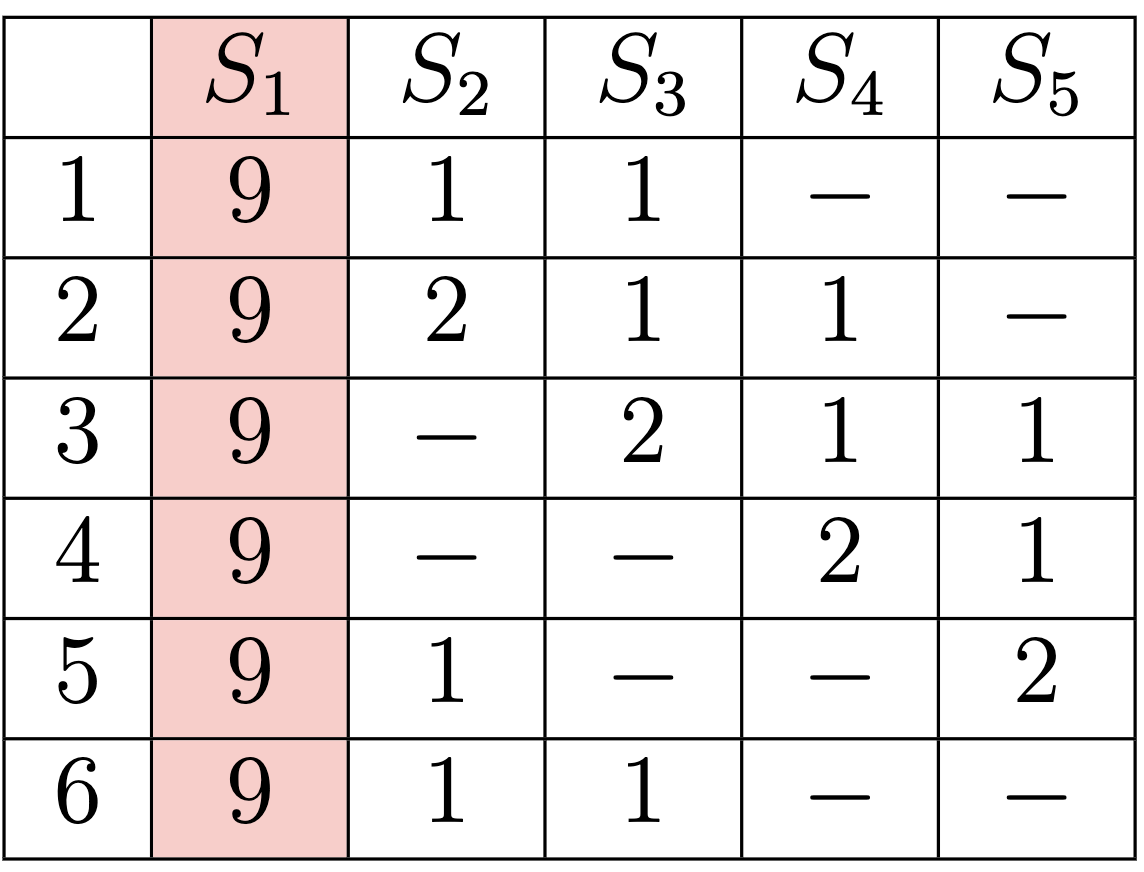 S₁ S₂ S₃ S₄ S₅
1 9 1 1 – –
2 9 2 1 1 –
3 9 – 2 1 1
4 9 – – 2 1
5 9 1 – – 2
6 9 1 1 – –